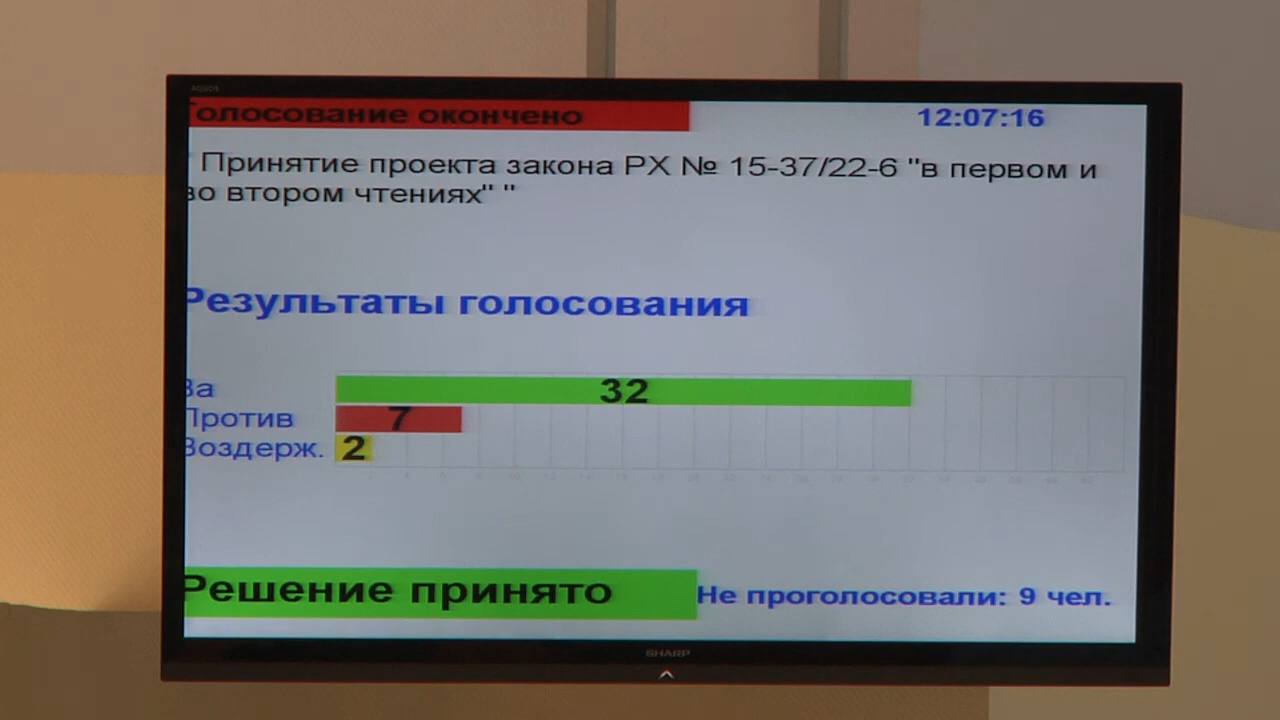 AQUOS
Голосование окончено
12:07:16
" Принятие проекта закона РХ № 15-37/22-6 "в первом и
во втором чтениях" "
Результаты голосования
За 32
Против 7
Воздерж. 2
Решение принято
Не проголосовали: 9 чел.
SHARP